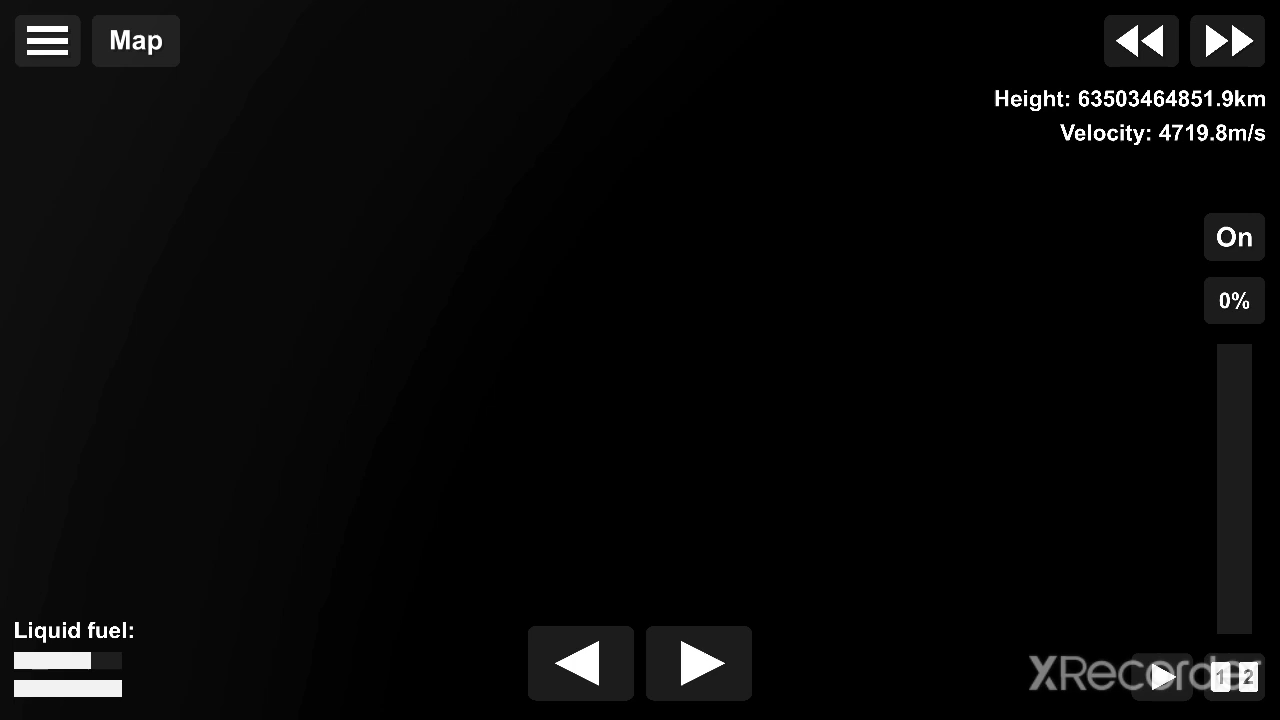 Map
Height: 63503464851.9km
Velocity: 4719.8m/s
On
0%
Liquid fuel:
XRecorder
1 2